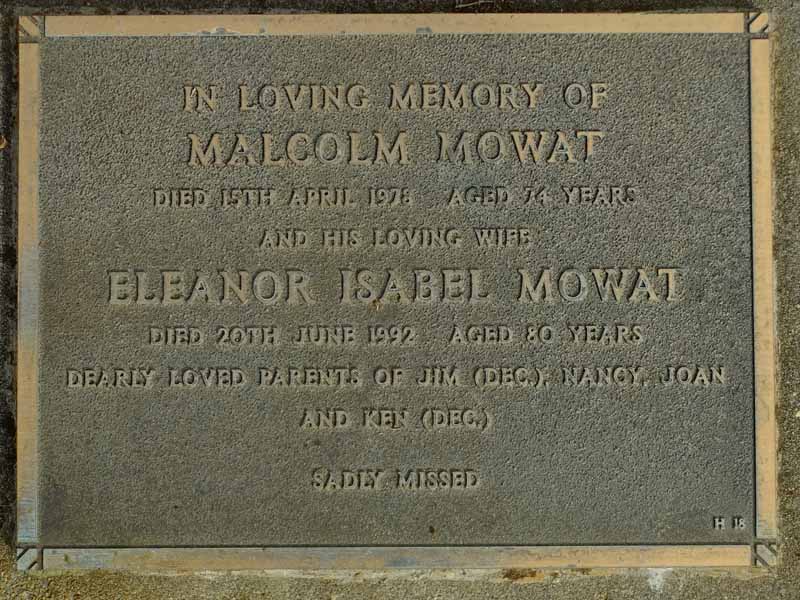 IN LOVING MEMORY OF
MALCOLM MOWAT
DIED 15TH APRIL 1978 AGED 74 YEARS
AND HIS LOVING WIFE
ELEANOR ISABEL MOWAT
DIED 20TH JUNE 1992 AGED 80 YEARS
DEARLY LOVED PARENTS OF JIM (DEC.), NANCY, JOAN
AND KEN (DEC.)
SADLY MISSED
H 18